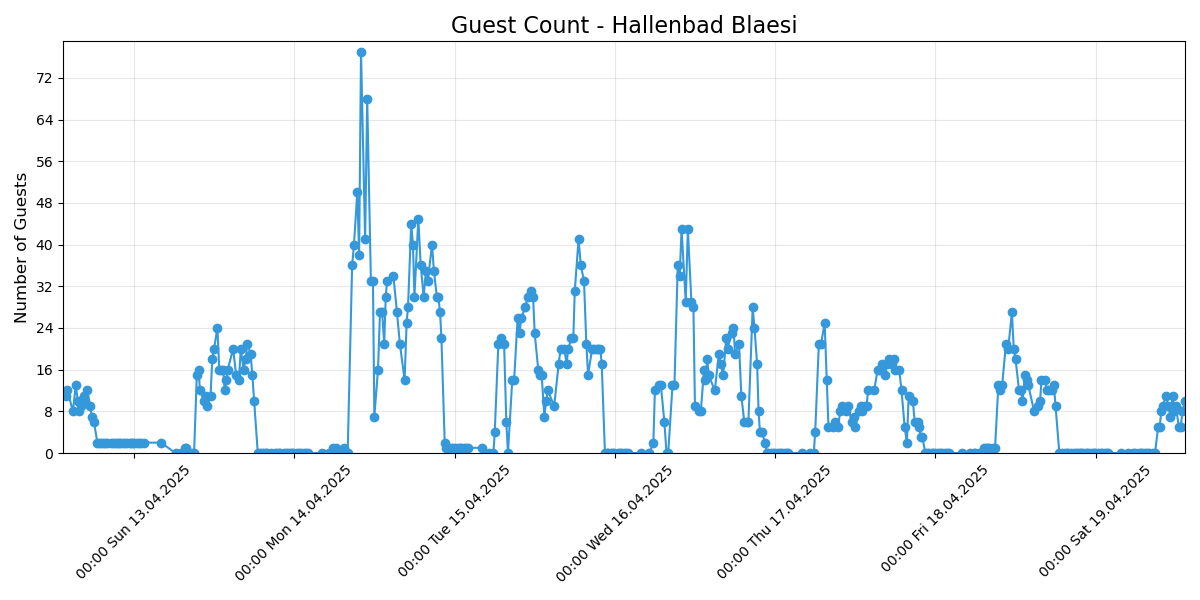 Guest Count - Hallenbad Blaesi
Number of Guests
72
64
56
48
40
32
24
16
8
0
00:00 Sun 13.04.2025
00:00 Mon 14.04.2025
00:00 Tue 15.04.2025
00:00 Wed 16.04.2025
00:00 Thu 17.04.2025
00:00 Fri 18.04.2025
00:00 Sat 19.04.2025